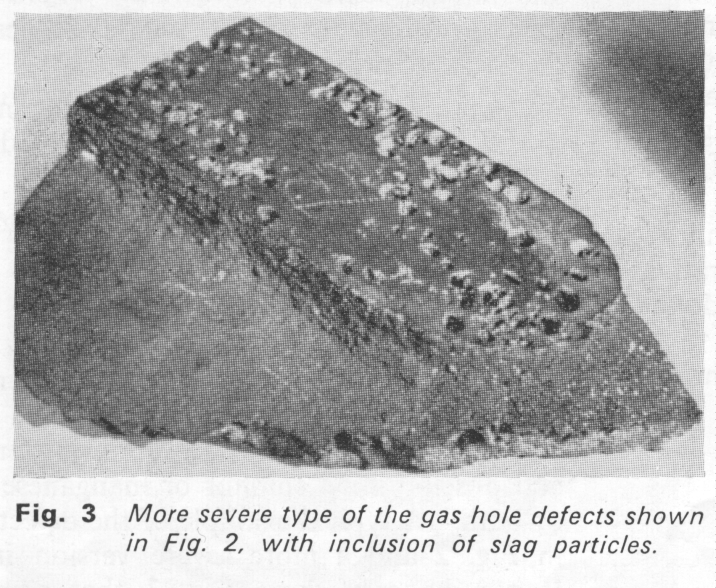 Fig. 3 More severe type of the gas hole defects shown
in Fig. 2, with inclusion of slag particles.